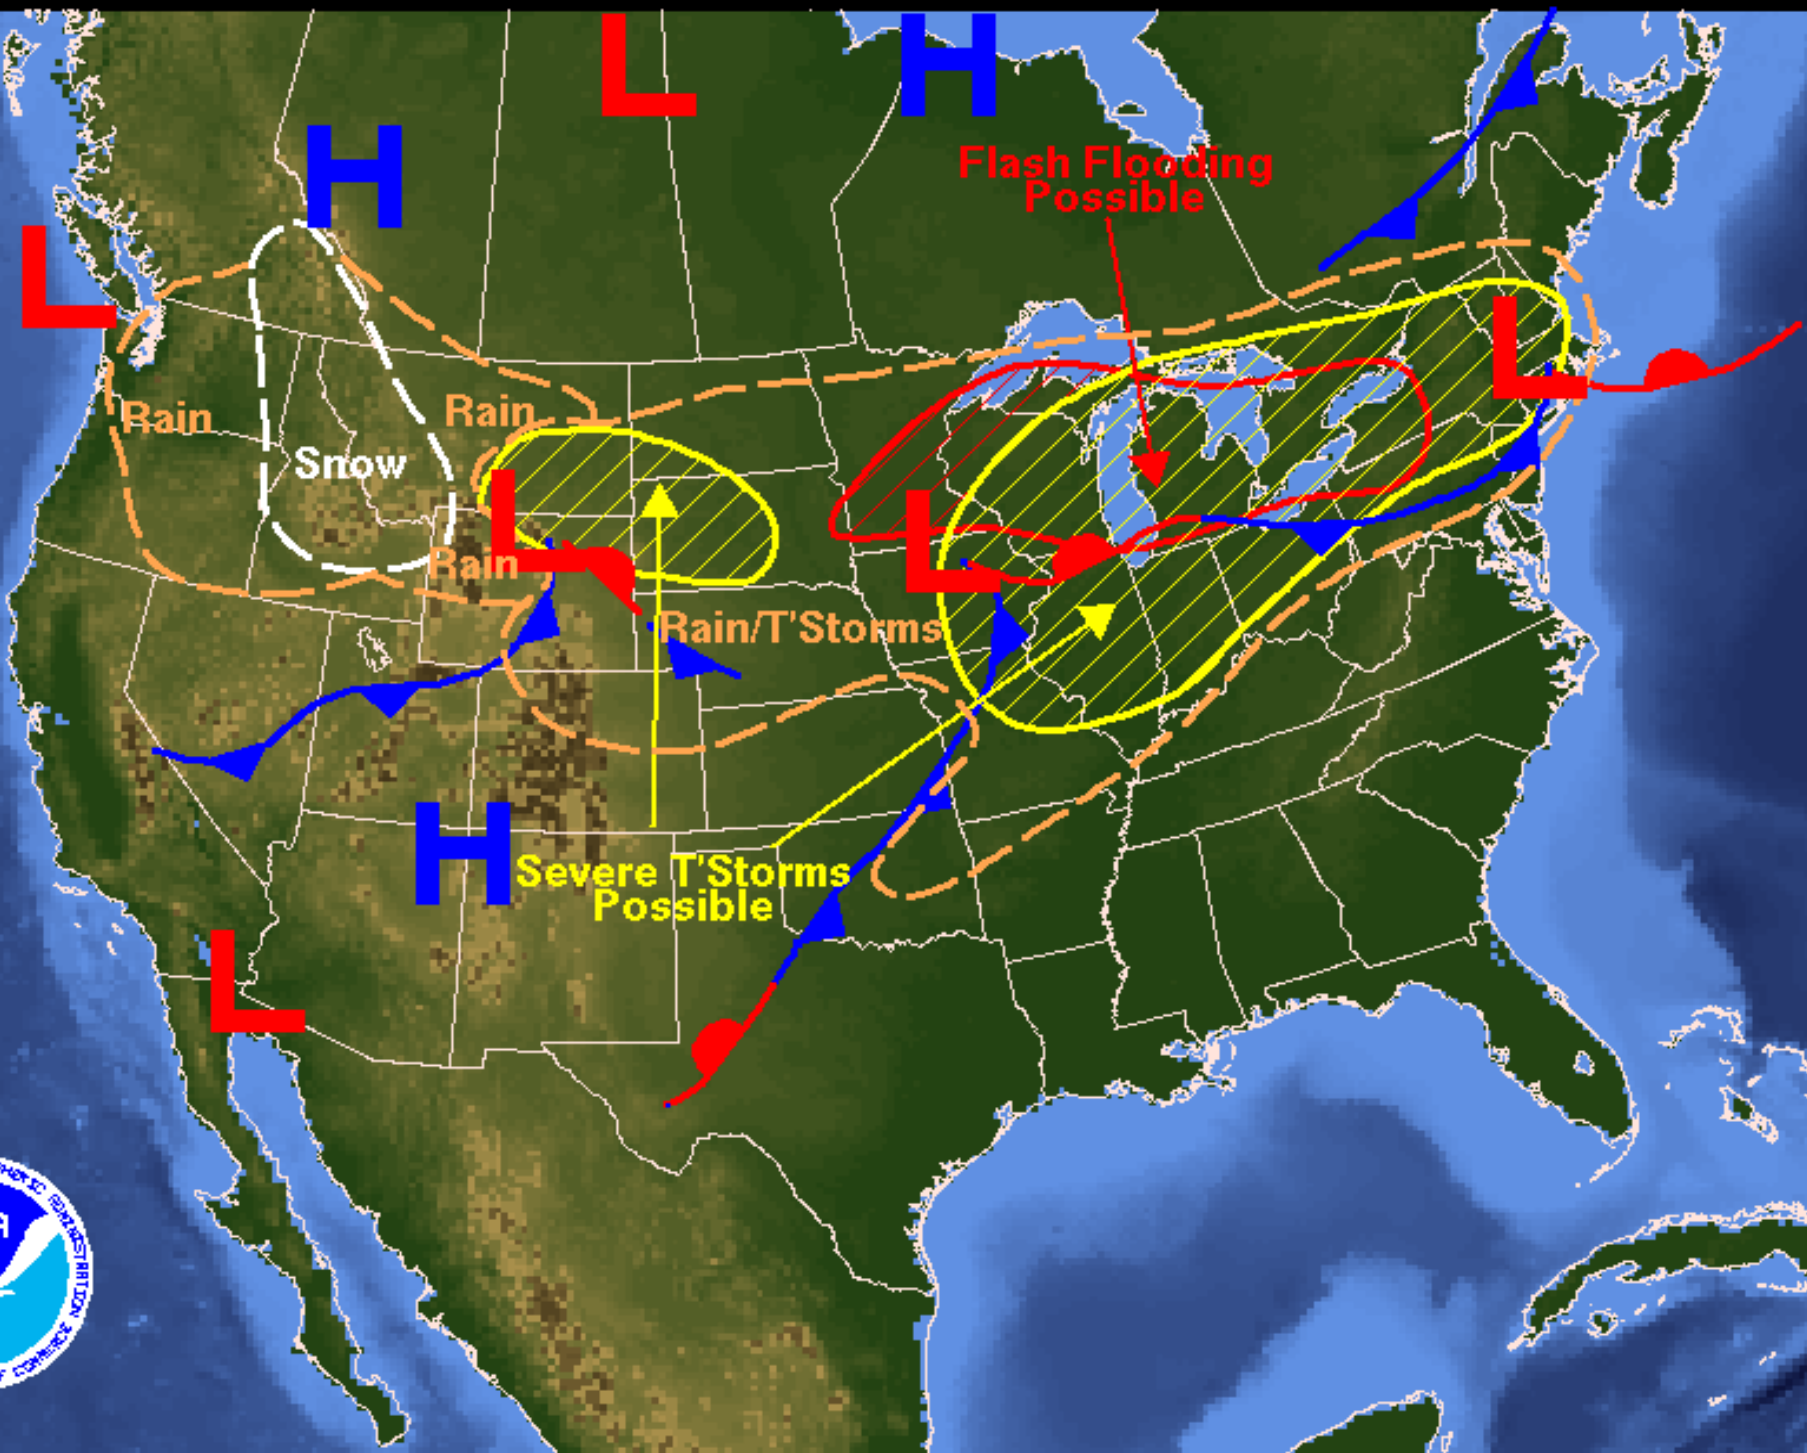 L
H
H
Flash Flooding
Possible
L
L
Rain
Rain
Snow
L
L
Rain
Rain/T'Storms
H
Severe T'Storms
Possible
L